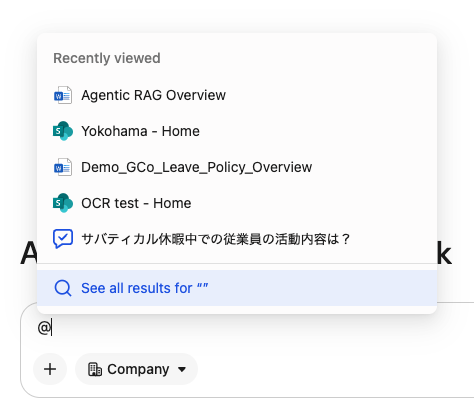 Recently viewed
Agentic RAG Overview
Yokohama - Home
Demo_GCo_Leave_Policy_Overview
OCR test - Home
サバティカル休暇中での従業員の活動内容は？
See all results for “”
@
Company